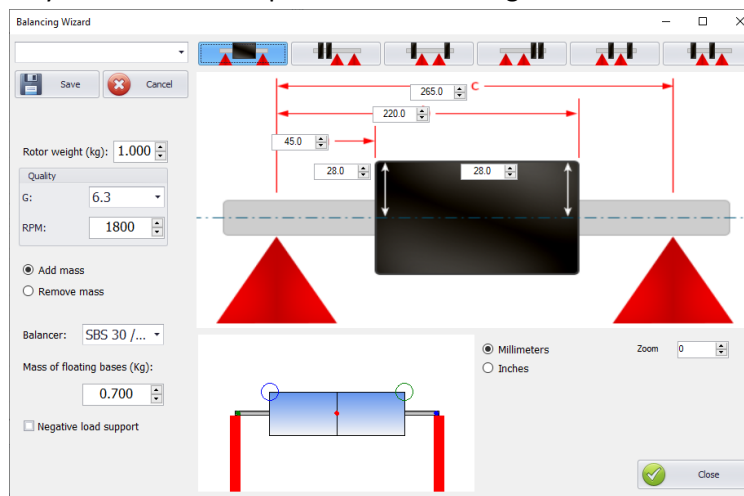 Balancing Wizard
Save
Cancel
265.0
C
220.0
45.0
28.0
28.0
Rotor weight (kg): 1.000
Quality
G: 6.3
RPM: 1800
Add mass
Remove mass
Balancer: SBS 30 /...
Mass of floating bases (Kg):
0.700
Negative load support
Millimeters
Inches
Zoom 0
Close